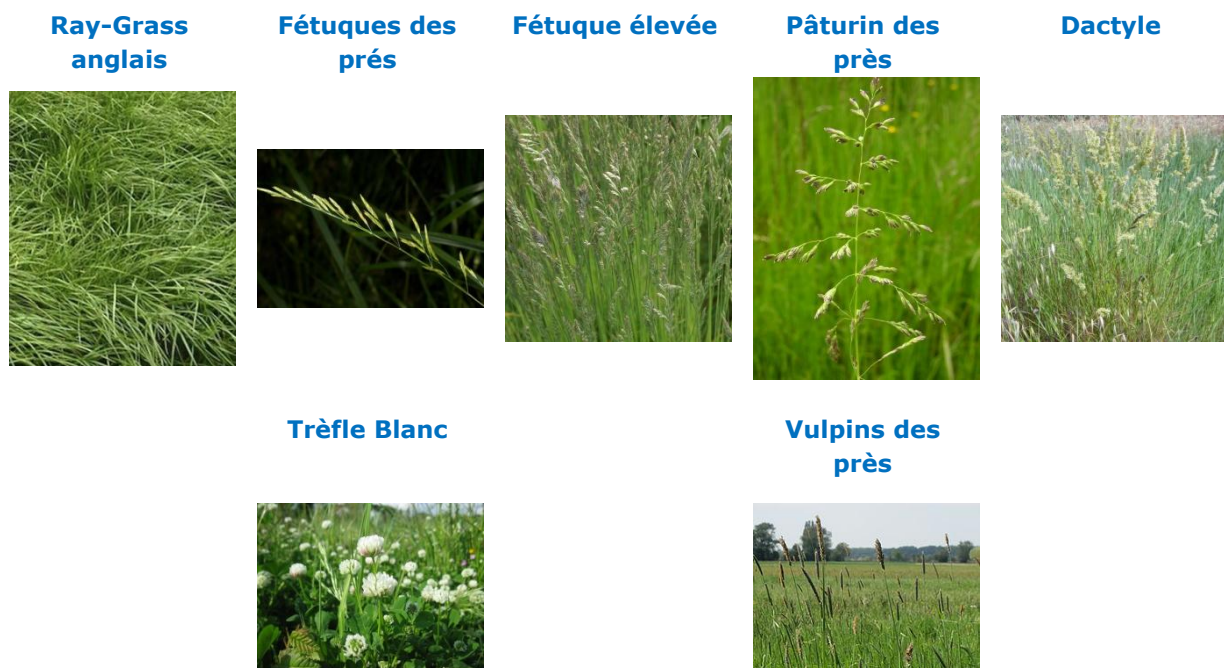 Ray-Grass
anglais
Fétuques des
prés
Fétuque élevée
Pâturin des
près
Dactyle
Trèfle Blanc
Vulpins des
près